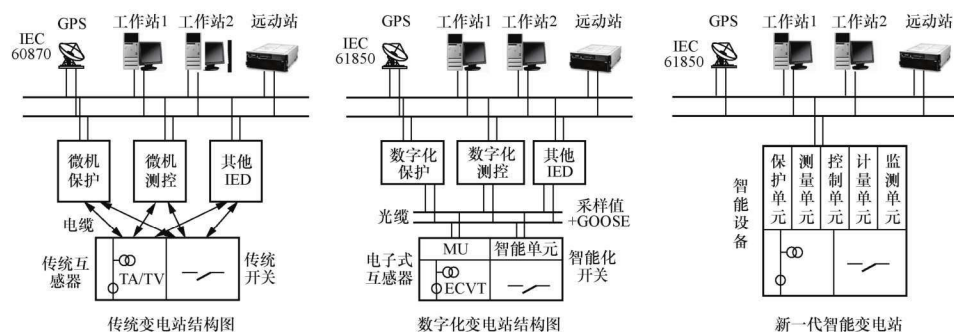 GPS
工作站1
工作站2
远动站
IEC
60870
微机
保护
微机
测控
其他
IED
电缆
传统互
感器
TA/TV
传统
开关
传统变电站结构图
GPS
工作站1
工作站2
远动站
IEC
61850
数字化
保护
数字化
测控
其他
IED
光缆
采样值
+GOOSE
电子式
互感器
MU
智能单元
ECVT
智能化
开关
数字化变电站结构图
GPS
工作站1
工作站2
远动站
IEC
61850
智能设备
保护单元
测量单元
控制单元
计量单元
监测单元
新一代智能变电站